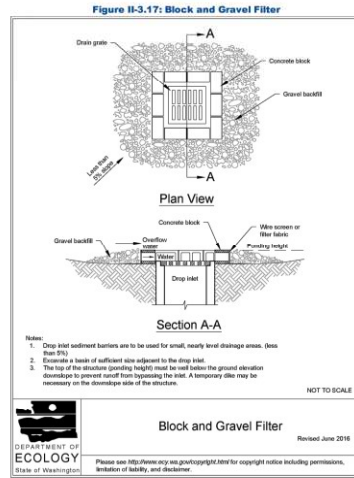 Figure II-3.17: Block and Gravel Filter
A
Drain grate
Concrete block
Gravel backfill
Less than
5% slope
A
Plan View
Concrete block
Wire screen or
filter fabric
Gravel backfill
Overflow
water
Ponding height
Water
Drop inlet
Section A-A
Notes:
1. Drop inlet sediment barriers are to be used for small, nearly level drainage areas. (less
than 5%)
2. Excavate a basin of sufficient size adjacent to the drop inlet.
3. The top of the structure (ponding height) must be well below the ground elevation
downslope to prevent runoff from bypassing the inlet. A temporary dike may be
necessary on the downslope side of the structure.
NOT TO SCALE
DEPARTMENT OF
ECOLOGY
State of Washington
Block and Gravel Filter
Revised June 2016
Please see http://www.ecy.wa.gov/copyright.html for copyright notice including permissions,
limitation of liability, and disclaimer.